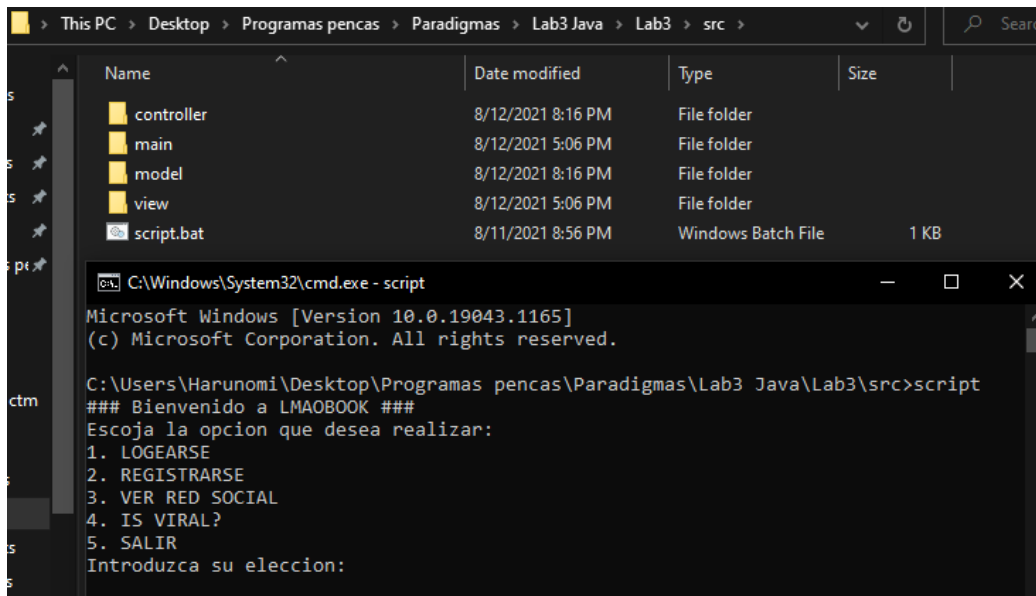 This PC > Desktop > Programas pencas > Paradigmas > Lab3 Java > Lab3 > src >
Name Date modified Type Size
controller 8/12/2021 8:16 PM File folder
main 8/12/2021 5:06 PM File folder
model 8/12/2021 8:16 PM File folder
view 8/12/2021 5:06 PM File folder
script.bat 8/11/2021 8:56 PM Windows Batch File 1 KB
ctm
C:\Windows\System32\cmd.exe - script
Microsoft Windows [Version 10.0.19043.1165]
(c) Microsoft Corporation. All rights reserved.
C:\Users\Harunomi\Desktop\Programas pencas\Paradigmas\Lab3 Java\Lab3\src>script
### Bienvenido a LMAOBOOK ###
Escoja la opcion que desea realizar:
1. LOGEARSE
2. REGISTRARSE
3. VER RED SOCIAL
4. IS VIRAL?
5. SALIR
Introduzca su eleccion: